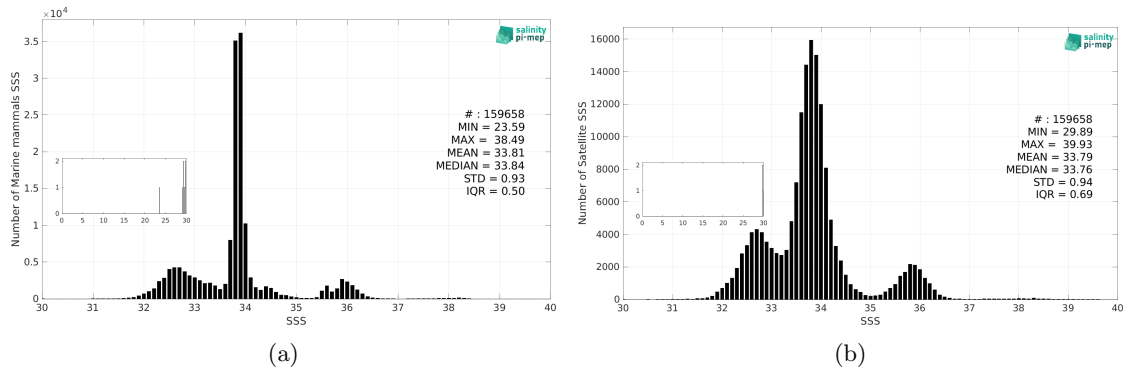 ×10^4
Number of Marine mammals SSS
3.5
3
2.5
2
1.5
1
0.5
0
salinity
pi-mep
# : 159658
MIN = 23.59
MAX = 38.49
MEAN = 33.81
MEDIAN = 33.84
STD = 0.93
IQR = 0.50
2
1
0
0 5 10 15 20 25 30
30 31 32 33 34 35 36 37 38 39 40
SSS
(a)
Number of Satellite SSS
16000
14000
12000
10000
8000
6000
4000
2000
0
salinity
pi-mep
# : 159658
MIN = 29.89
MAX = 39.93
MEAN = 33.79
MEDIAN = 33.76
STD = 0.94
IQR = 0.69
2
1
0
0 5 10 15 20 25 30
30 31 32 33 34 35 36 37 38 39 40
SSS
(b)